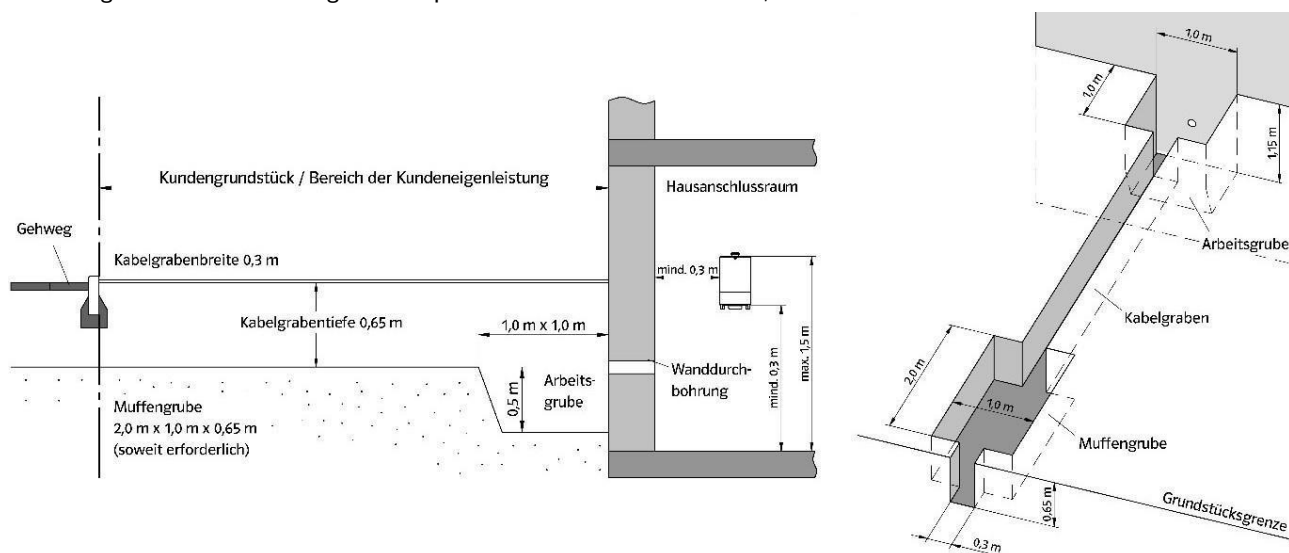 Kundengrundstück / Bereich der Kundeneigenleistung
Hausanschlussraum
Gehweg
Kabelgrabenbreite 0,3 m
mind. 0,3 m
Kabelgrabentiefe 0,65 m
1,0 m x 1,0 m
mind. 0,3 m
max. 1,5 m
Wanddurch-
bohrung
Arbeits-
grube
0,5 m
Muffengrube
2,0 m x 1,0 m x 0,65 m
(soweit erforderlich)
1,0 m
1,0 m
1,15 m
Arbeitsgrube
Kabelgraben
2,0 m
1,0 m
Muffengrube
Grundstücksgrenze
0,65 m
0,3 m